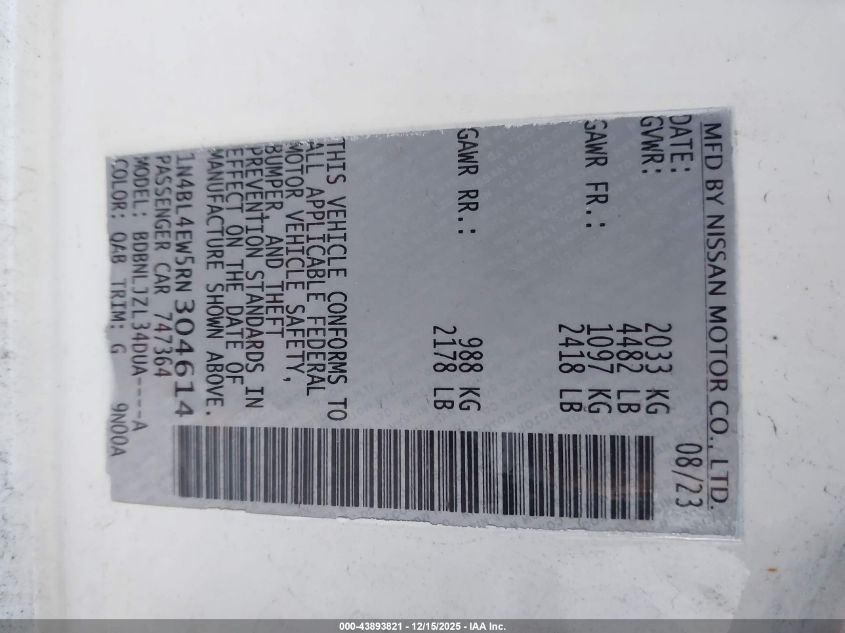 MFD BY NISSAN MOTOR CO., LTD.
DATE: 08/23
GVWR: 2033 KG
4482 LB
GAWR FR.: 1097 KG
2418 LB
GAWR RR.: 988 KG
2178 LB
THIS VEHICLE CONFORMS TO
ALL APPLICABLE FEDERAL
MOTOR VEHICLE SAFETY,
BUMPER, AND THEFT
PREVENTION STANDARDS IN
EFFECT ON THE DATE OF
MANUFACTURE SHOWN ABOVE.
1N4BL4EW5RN304614
PASSENGER CAR 747364
MODEL: BDBNLJZL34DUA----A
COLOR: QAB TRIM: G 9N00A
000-43893821 - 12/15/2025 - IAA Inc.